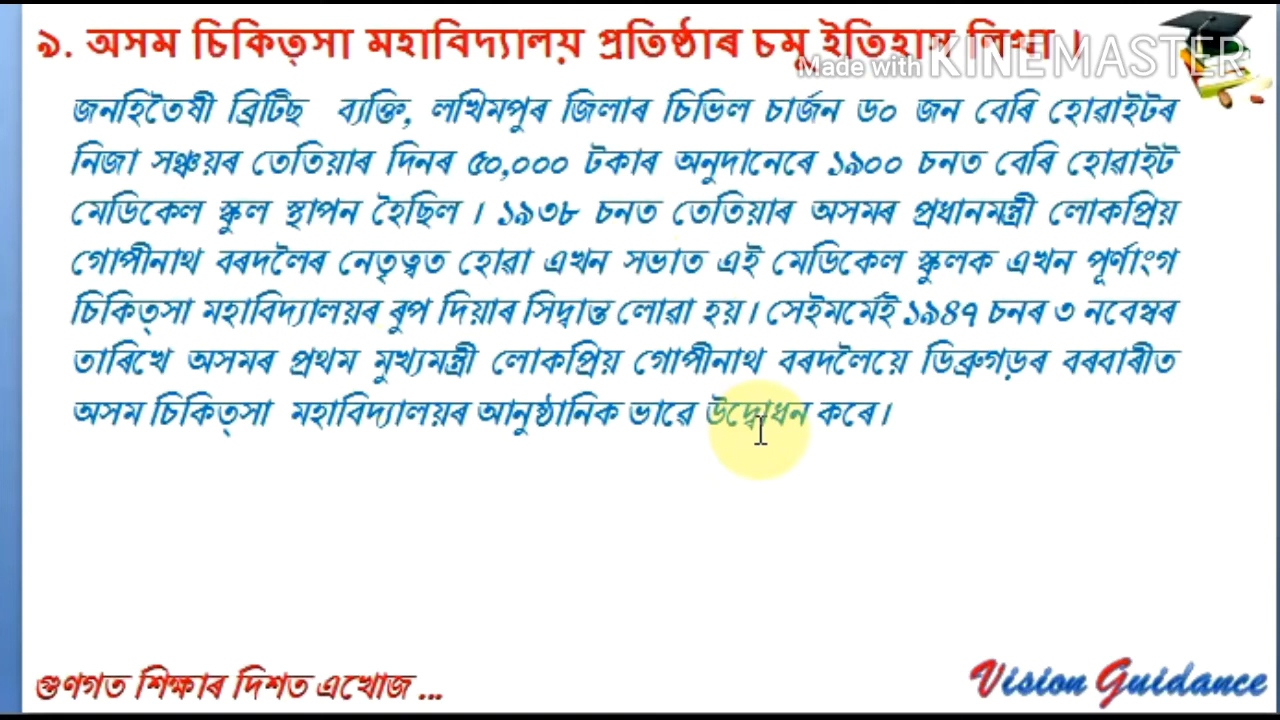 ৯. অসম চিকিত্সা মহাবিদ্যালয় প্ৰতিষ্ঠাৰ চমু ইতিহাস লিখা ।
Made with KINEMASTER
জনহিতৈষী ব্ৰিটিছ ব্যক্তি, লখিমপুৰ জিলাৰ চিভিল চাৰ্জন ড০ জন বেৰি হোৱাইটৰ
নিজা সঞ্চয়ৰ তেতিয়াৰ দিনৰ ৫০,০০০ টকাৰ অনুদানেৰে ১৯০০ চনত বেৰি হোৱাইট
মেডিকেল স্কুল স্থাপন হৈছিল । ১৯৩৮ চনত তেতিয়াৰ অসমৰ প্ৰধানমন্ত্ৰী লোকপ্ৰিয়
গোপীনাথ বৰদলৈৰ নেতৃত্বত হোৱা এখন সভাত এই মেডিকেল স্কুলক এখন পূৰ্ণাংগ
চিকিত্সা মহাবিদ্যালয়ৰ ৰুপ দিয়াৰ সিদ্বান্ত লোৱা হয়। সেইমৰ্মেই ১৯৪৭ চনৰ ৩ নবেম্বৰ
তাৰিখে অসমৰ প্ৰথম মুখ্যমন্ত্ৰী লোকপ্ৰিয় গোপীনাথ বৰদলৈয়ে ডিব্ৰুগড়ৰ বৰবাৰীত
অসম চিকিত্সা মহাবিদ্যালয়ৰ আনুষ্ঠানিক ভাৱে উদ্বোধন কৰে।
গুণগত শিক্ষাৰ দিশত এখোজ ...
Vision Guidance